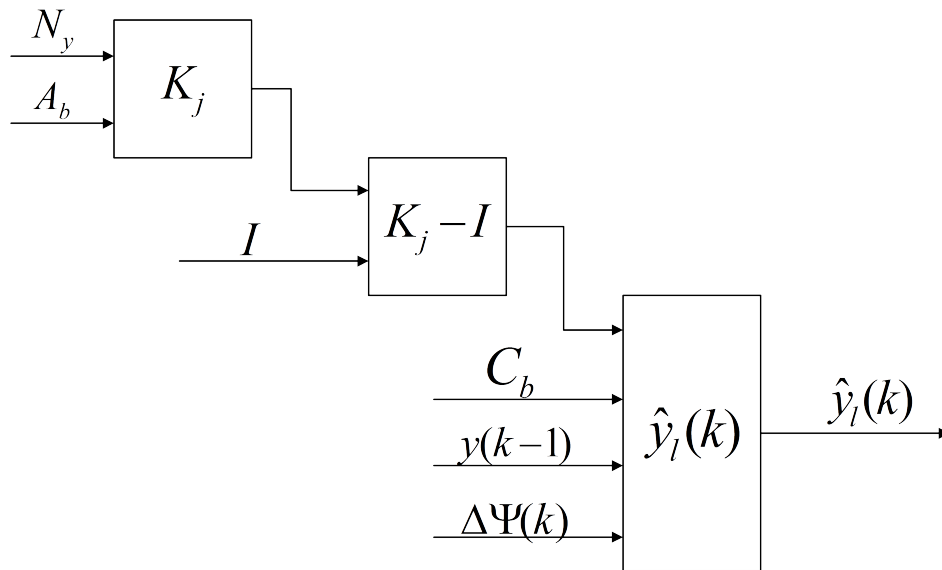 N_y
K_j
A_b
K_j − I
I
C_b
ŷ_l(k)
ŷ_l(k)
y(k−1)
ΔΨ(k)